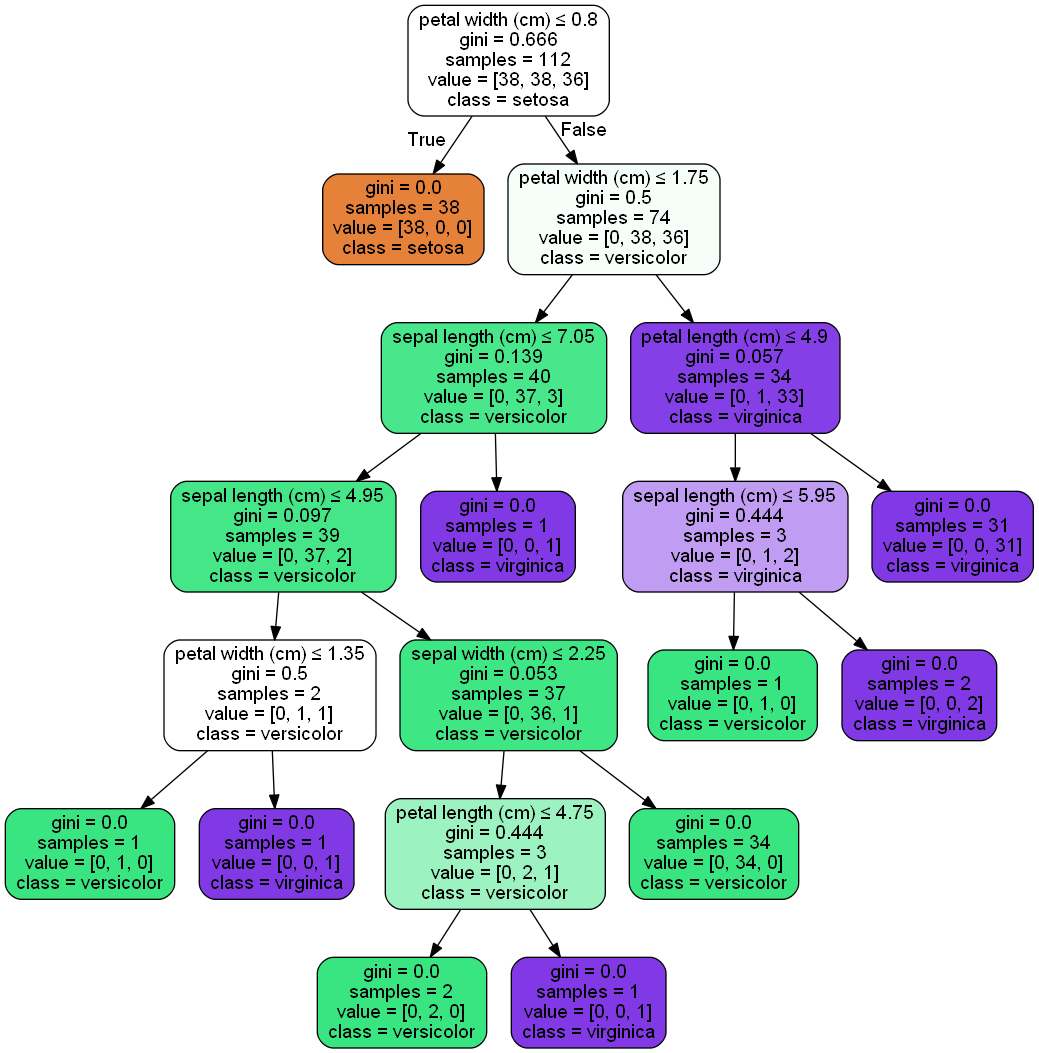 petal width (cm) ≤ 0.8
gini = 0.666
samples = 112
value = [38, 38, 36]
class = setosa
True
False
gini = 0.0
samples = 38
value = [38, 0, 0]
class = setosa
petal width (cm) ≤ 1.75
gini = 0.5
samples = 74
value = [0, 38, 36]
class = versicolor
sepal length (cm) ≤ 7.05
gini = 0.139
samples = 40
value = [0, 37, 3]
class = versicolor
petal length (cm) ≤ 4.9
gini = 0.057
samples = 34
value = [0, 1, 33]
class = virginica
sepal length (cm) ≤ 4.95
gini = 0.097
samples = 39
value = [0, 37, 2]
class = versicolor
gini = 0.0
samples = 1
value = [0, 0, 1]
class = virginica
sepal length (cm) ≤ 5.95
gini = 0.444
samples = 3
value = [0, 1, 2]
class = virginica
gini = 0.0
samples = 31
value = [0, 0, 31]
class = virginica
petal width (cm) ≤ 1.35
gini = 0.5
samples = 2
value = [0, 1, 1]
class = versicolor
sepal width (cm) ≤ 2.25
gini = 0.053
samples = 37
value = [0, 36, 1]
class = versicolor
gini = 0.0
samples = 1
value = [0, 1, 0]
class = versicolor
gini = 0.0
samples = 2
value = [0, 0, 2]
class = virginica
gini = 0.0
samples = 1
value = [0, 1, 0]
class = versicolor
gini = 0.0
samples = 1
value = [0, 0, 1]
class = virginica
petal length (cm) ≤ 4.75
gini = 0.444
samples = 3
value = [0, 2, 1]
class = versicolor
gini = 0.0
samples = 34
value = [0, 34, 0]
class = versicolor
gini = 0.0
samples = 2
value = [0, 2, 0]
class = versicolor
gini = 0.0
samples = 1
value = [0, 0, 1]
class = virginica